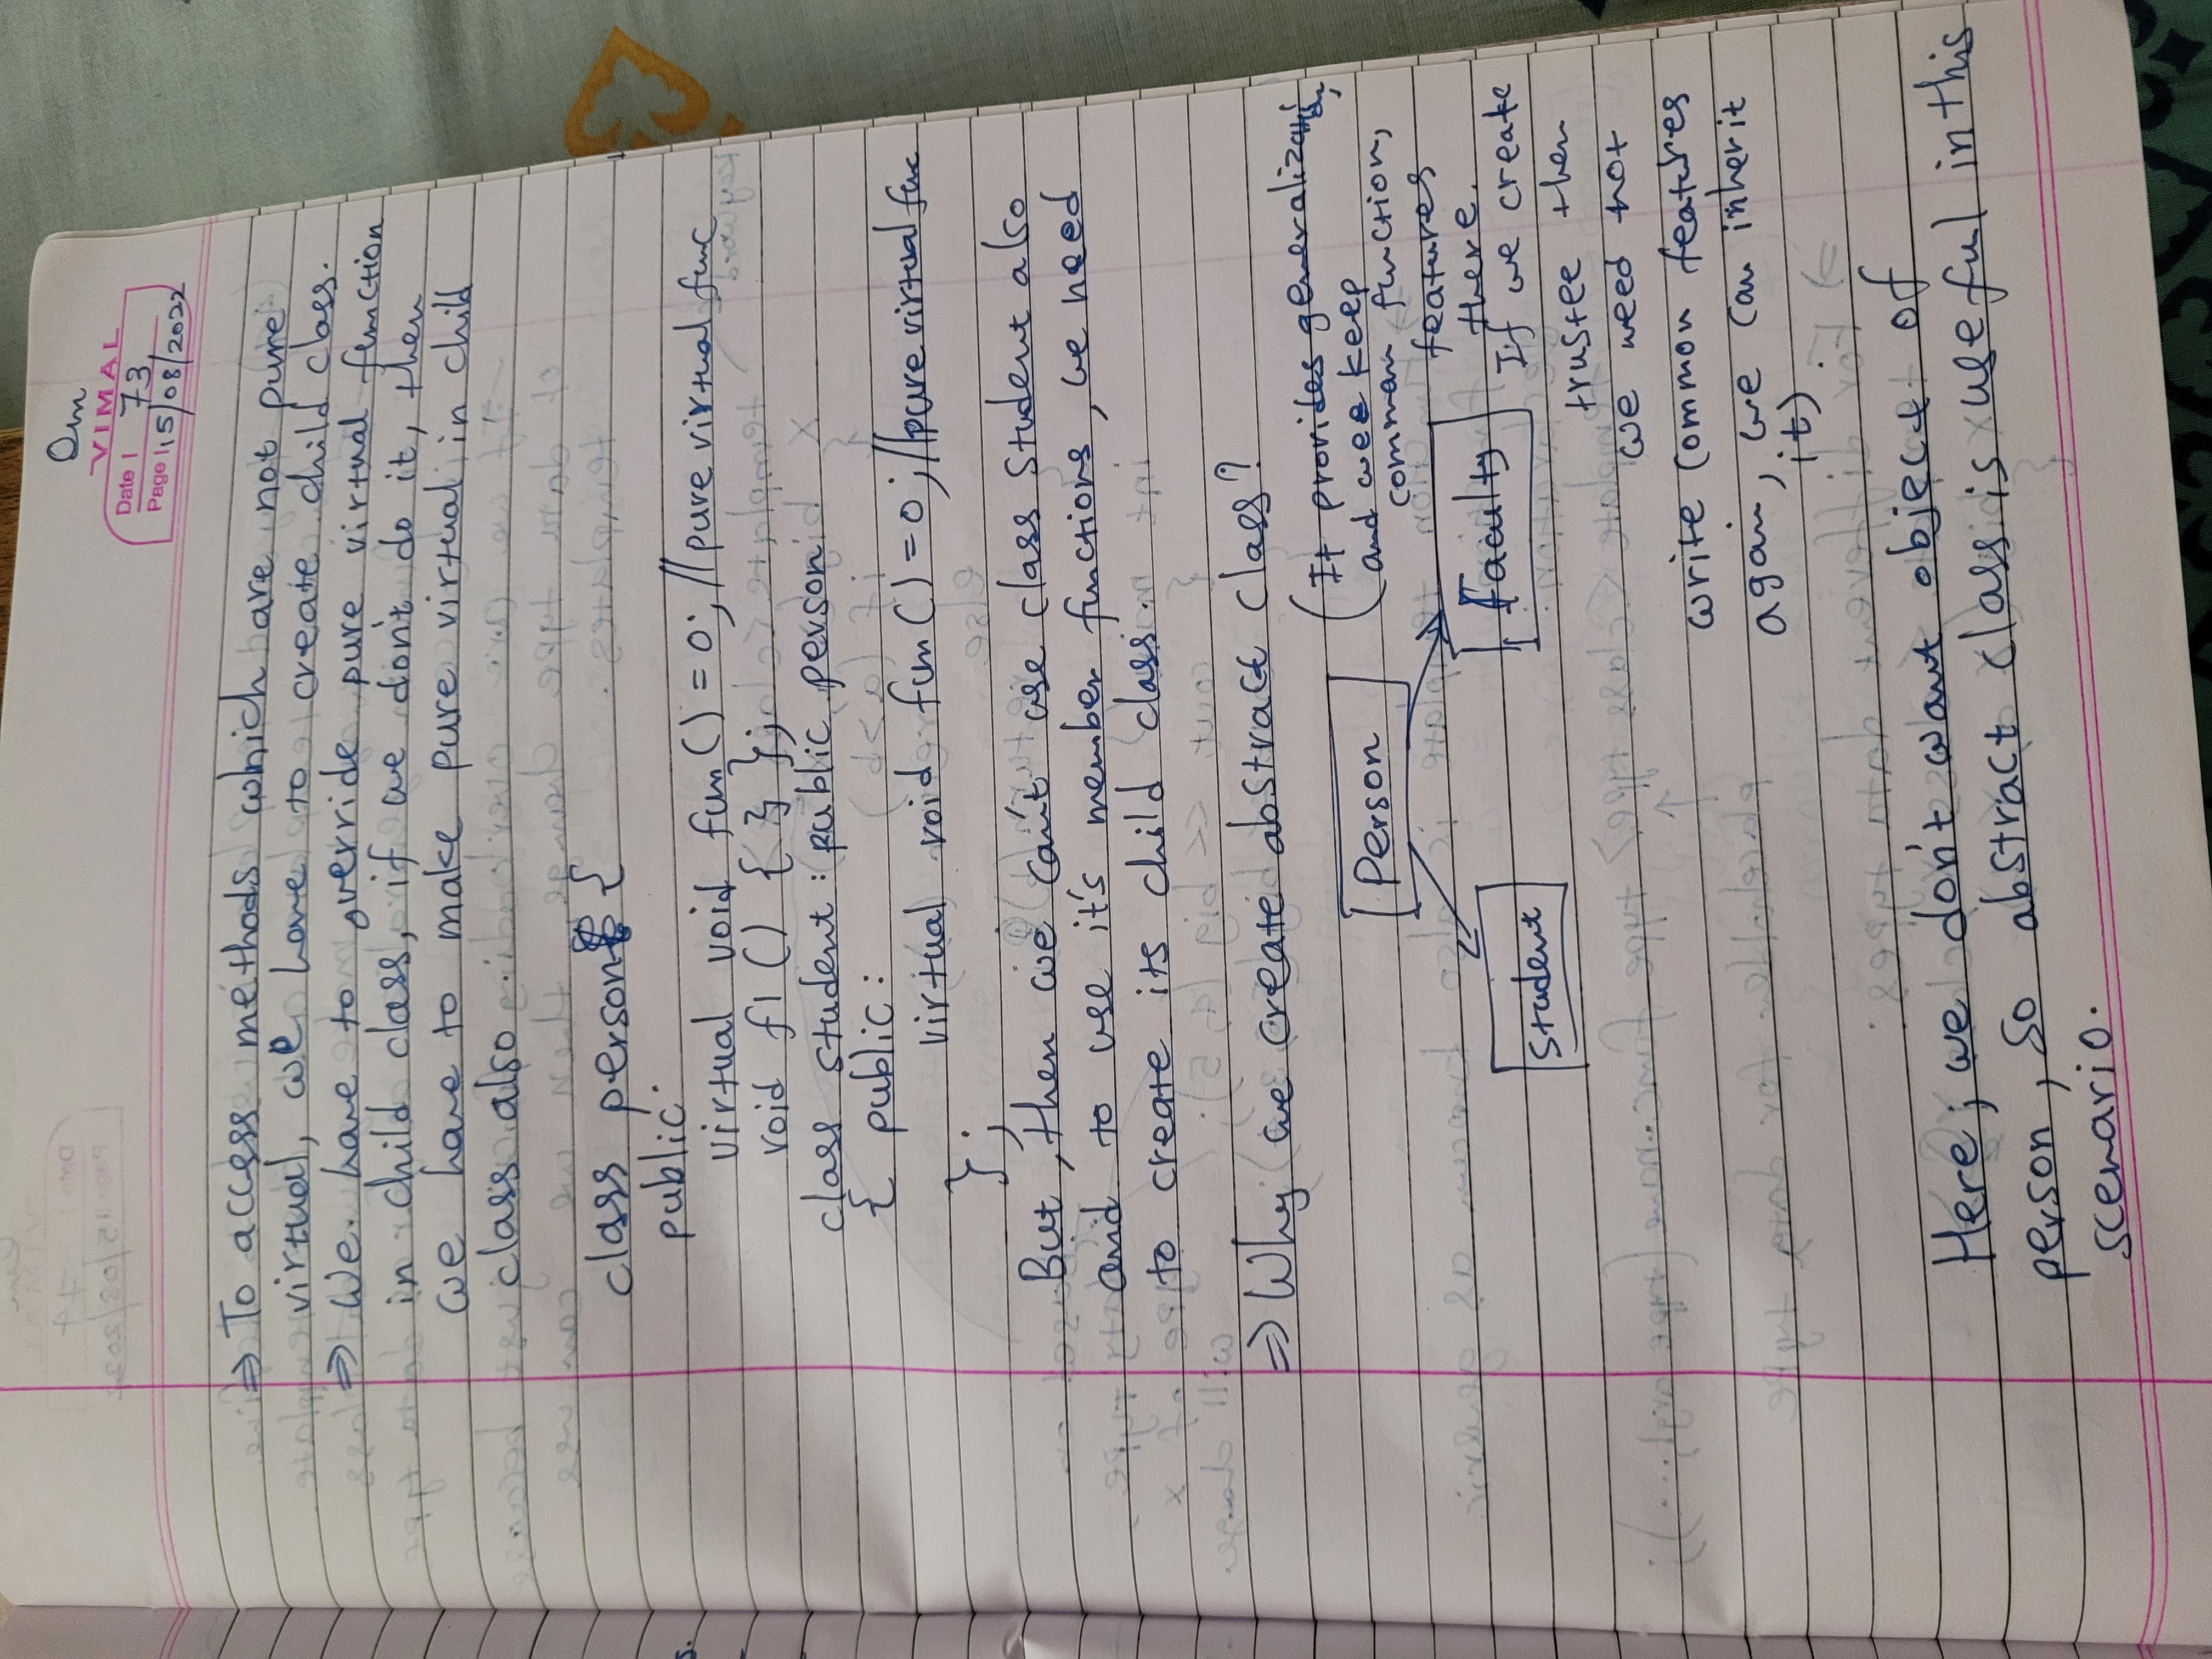 Om
VIMAL
Date | 73
Page | 15/08/2022
⇒ To access methods which are not pure
virtual, we have to create child class.
⇒ We have to override pure virtual function
in child class, if we don't do it, then
we have to make pure virtual in child
class also.
class person {
public:
virtual void fun() = 0; //pure virtual func
void f1() { } };
class student : public person
{ public:
virtual void fun() = 0; //pure virtual func
};
But, then we can't use class student also
and to use it's member functions, we need
to create its child class.
⇒ Why we create abstract class?
(It provides generalization,
Person
and we keep
common function,
features
there.
Faculty
If we create
Student
trustee then
we need not
write common features
again, we can inherit
it)
Here, we don't want object of
person, so abstract class is useful in this
scenario.